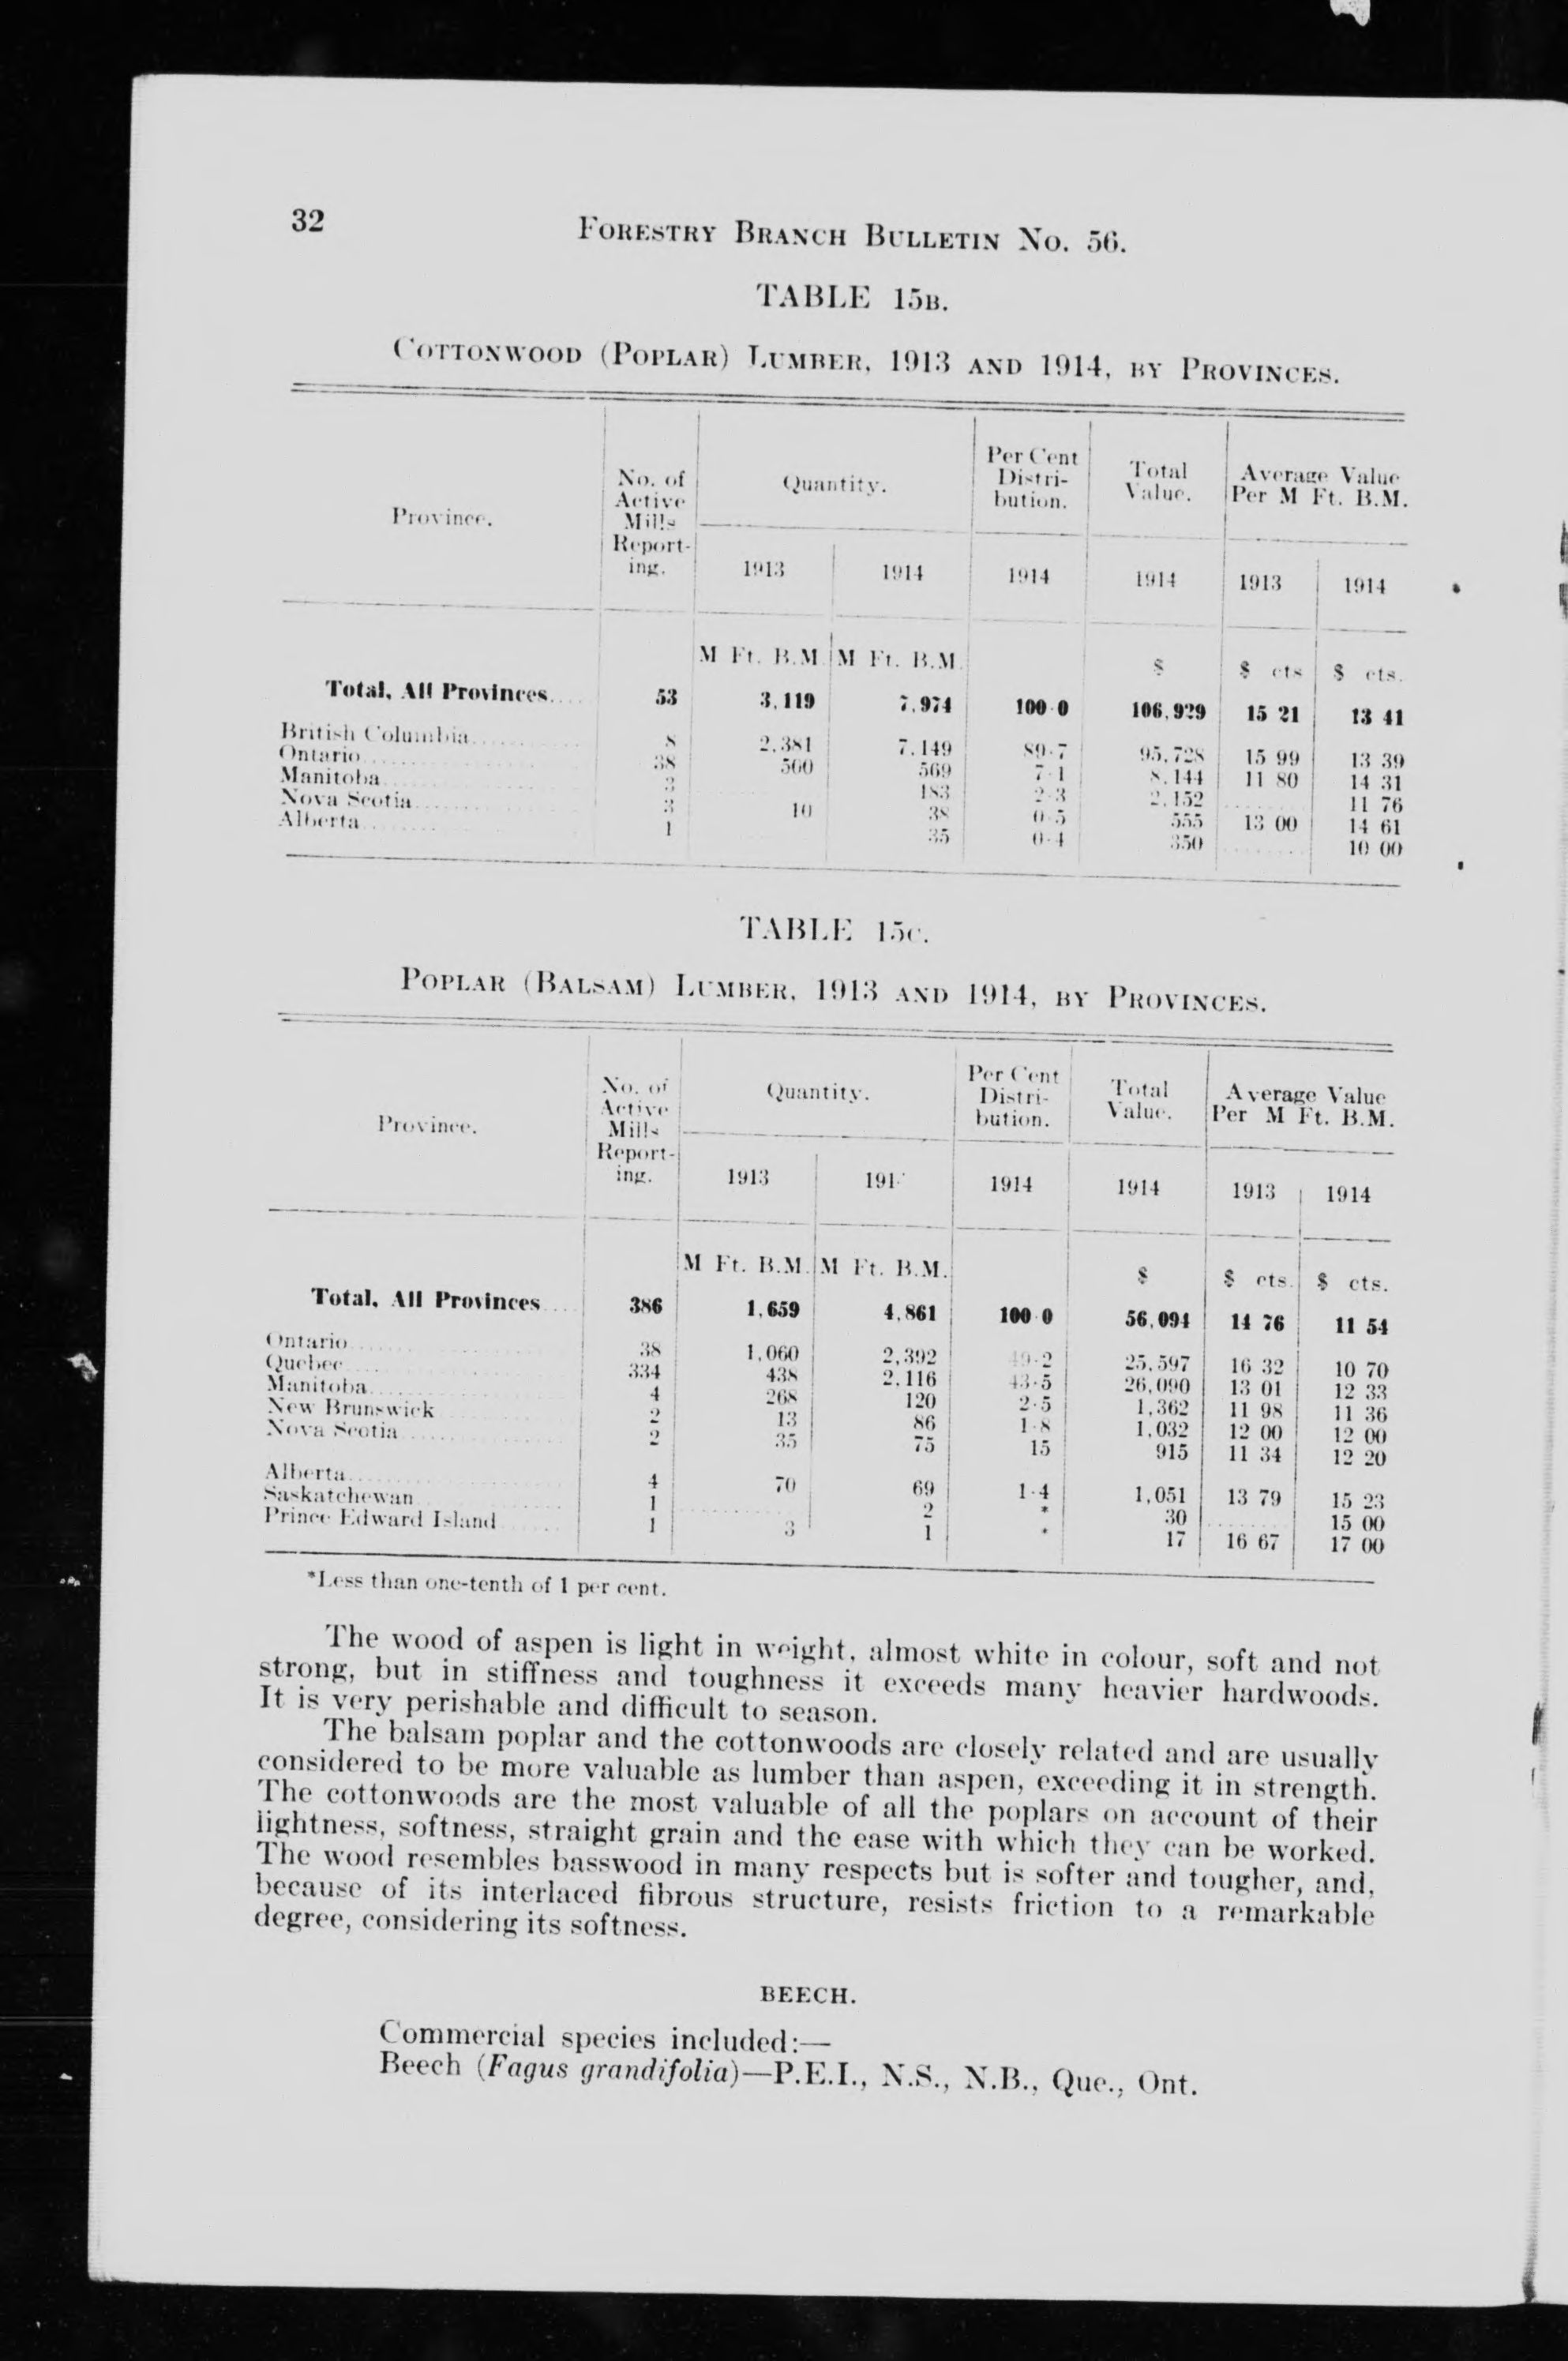 32
FORESTRY BRANCH BULLETIN No. 56.
TABLE 15B.
COTTONWOOD (POPLAR) LUMBER, 1913 AND 1914, BY PROVINCES.
Province. | No. of Active Mills Report-ing. | Quantity. | Per Cent Distri-bution. | Total Value. | Average Value Per M Ft. B.M.
1913 | 1914 | 1914 | 1914 | 1913 | 1914
M Ft. B.M. | M Ft. B.M. | $ | $ cts | $ cts.
Total, All Provinces.... 53 3,119 7,974 100·0 106,929 15 21 13 41
British Columbia 8 2,381 7,149 89·7 95,728 15 99 13 39
Ontario 38 560 569 7·1 8,144 11 80 14 31
Manitoba 3 183 2·3 2,152 11 76
Nova Scotia 3 10 38 0·5 555 13 00 14 61
Alberta 1 35 0·4 350 10 00
TABLE 15C.
POPLAR (BALSAM) LUMBER, 1913 AND 1914, BY PROVINCES.
Province. | No. of Active Mills Report-ing. | Quantity. | Per Cent Distri-bution. | Total Value. | Average Value Per M Ft. B.M.
1913 | 191 | 1914 | 1914 | 1913 | 1914
M Ft. B.M. | M Ft. B.M. | $ | $ cts. | $ cts.
Total, All Provinces.... 386 1,659 4,861 100·0 56,094 14 76 11 54
Ontario 38 1,060 2,392 49·2 25,597 16 32 10 70
Quebec 334 438 2,116 43·5 26,090 13 01 12 33
Manitoba 4 268 120 2·5 1,362 11 98 11 36
New Brunswick 2 13 86 1·8 1,032 12 00 12 00
Nova Scotia 2 35 75 15 915 11 34 12 20
Alberta 4 70 69 1·4 1,051 13 79 15 23
Saskatchewan 1 2 * 30 15 00
Prince Edward Island 1 3 1 * 17 16 67 17 00
*Less than one-tenth of 1 per cent.
The wood of aspen is light in weight, almost white in colour, soft and not
strong, but in stiffness and toughness it exceeds many heavier hardwoods.
It is very perishable and difficult to season.
The balsam poplar and the cottonwoods are closely related and are usually
considered to be more valuable as lumber than aspen, exceeding it in strength.
The cottonwoods are the most valuable of all the poplars on account of their
lightness, softness, straight grain and the ease with which they can be worked.
The wood resembles basswood in many respects but is softer and tougher, and,
because of its interlaced fibrous structure, resists friction to a remarkable
degree, considering its softness.
BEECH.
Commercial species included:—
Beech (Fagus grandifolia)—P.E.I., N.S., N.B., Que., Ont.